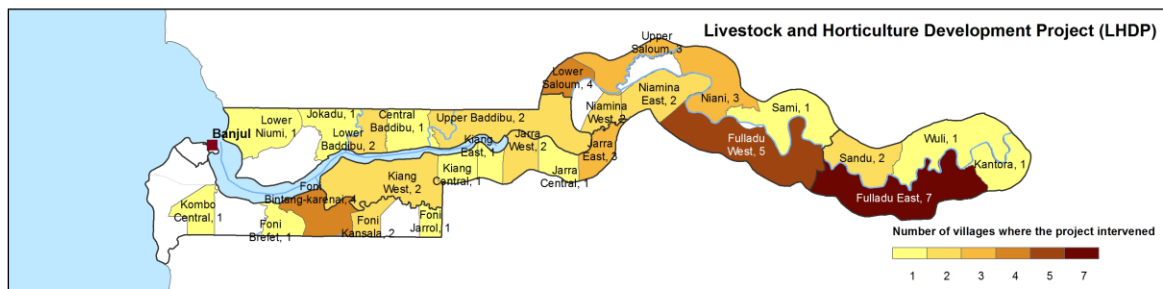 Livestock and Horticulture Development Project (LHDP)
Upper
Saloum, 3
Lower
Saloum, 4
Niamina
East, 2
Niani, 3
Sami, 1
Jokadu, 1
Central
Baddibu, 1
Upper Baddibu, 2
Niamina
West, 2
Lower
Niumi, 1
Banjul
Lower
Baddibu, 2
Kiang
East, 1
Jarra
West, 2
Jarra
East, 3
Fulladu
West, 5
Wuli, 1
Sandu, 2
Kantora, 1
Kiang
Central, 1
Jarra
Central, 1
Foni
Bintang-karenai, 4
Kiang
West, 2
Fulladu East, 7
Kombo
Central, 1
Foni
Brefet, 1
Foni
Kansala, 2
Foni
Jarrol, 1
Number of villages where the project intervened
1 2 3 4 5 7